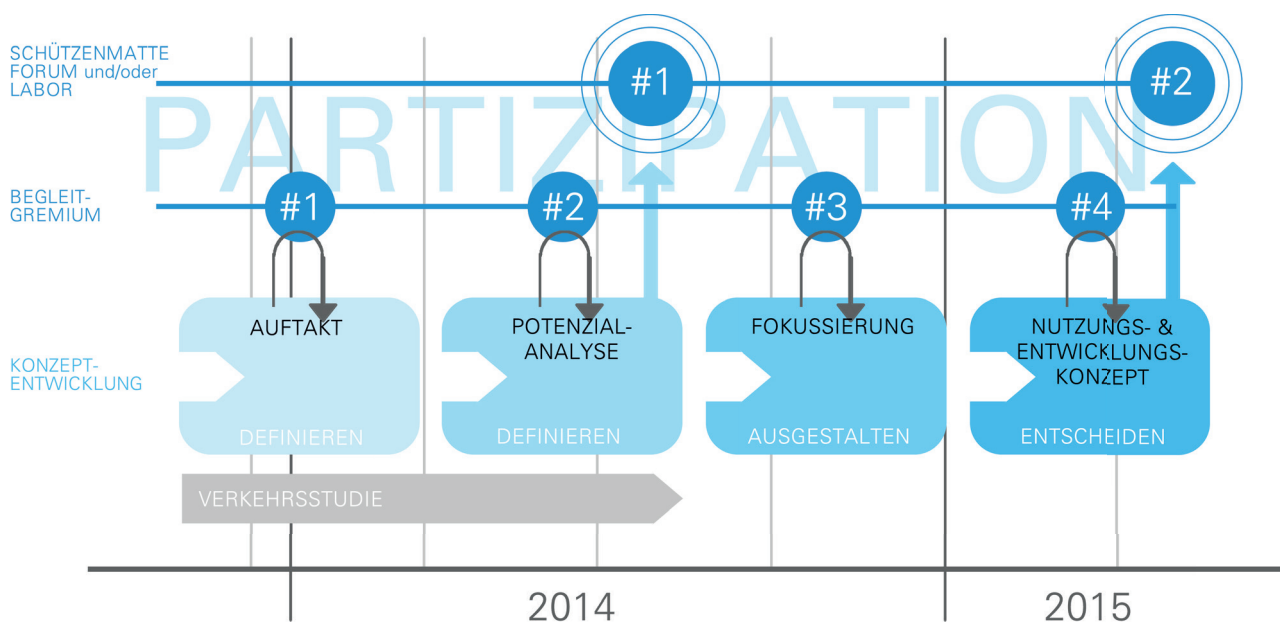 SCHÜTZENMATTE
FORUM und/oder
LABOR
#1
#2
PARTIZIPATION
BEGLEIT-
GREMIUM
#1
#2
#3
#4
KONZEPT-
ENTWICKLUNG
AUFTAKT
DEFINIEREN
POTENZIAL-
ANALYSE
DEFINIEREN
FOKUSSIERUNG
AUSGESTALTEN
NUTZUNGS- &
ENTWICKLUNGS-
KONZEPT
ENTSCHEIDEN
VERKEHRSSTUDIE
2014
2015